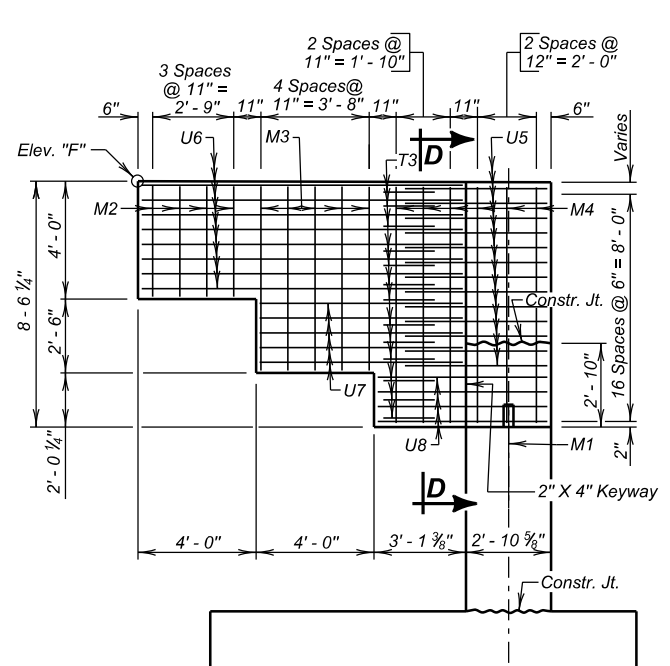 2 Spaces @
11" = 1' - 10"
2 Spaces @
12" = 2' - 0"
3 Spaces
@ 11" =
2' - 9"
4 Spaces@
11" = 3' - 8"
6"
11"
11"
11"
6"
U6
M3
T3
D
U5
Varies
Elev. "F"
M2
M4
4' - 0"
8 - 6 1/4"
2' - 6"
2' - 0 1/4"
16 Spaces @ 6" = 8' - 0"
Constr. Jt.
2' - 10"
2"
U7
U8
M1
D
2" X 4" Keyway
4' - 0"
4' - 0"
3' - 1 3/8"
2' - 10 5/8"
Constr. Jt.